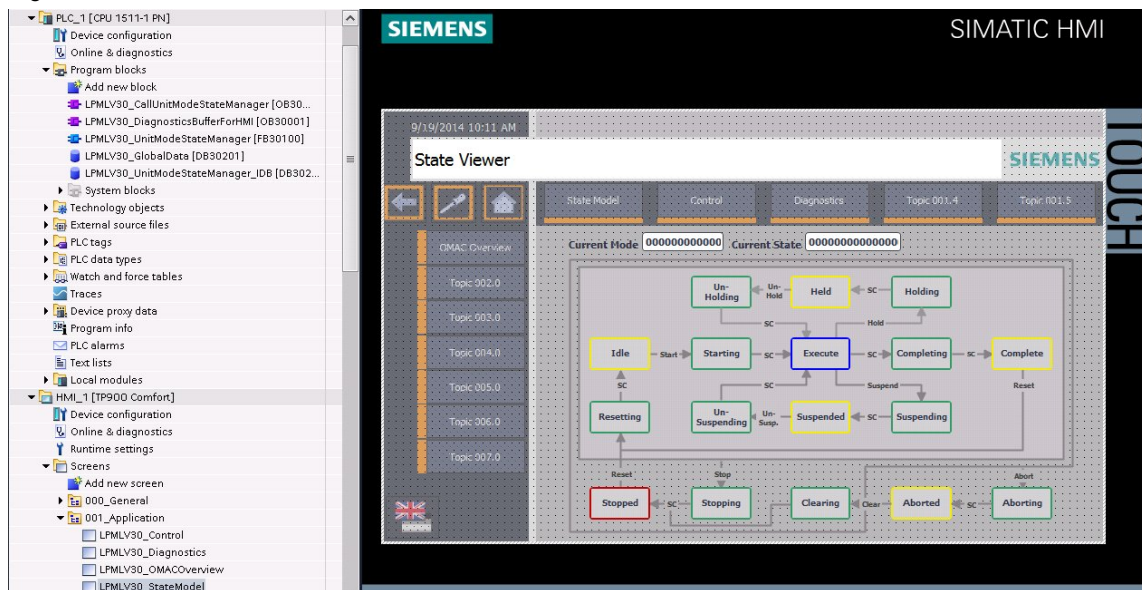 PLC_1 [CPU 1511-1 PN]
Device configuration
Online & diagnostics
Program blocks
Add new block
LPMLV30_CallUnitModeStateManager [OB30...
LPMLV30_DiagnosticsBufferForHMI [OB30001]
LPMLV30_UnitModeStateManager [FB30100]
LPMLV30_GlobalData [DB30201]
LPMLV30_UnitModeStateManager_IDB [DB302...
System blocks
Technology objects
External source files
PLC tags
PLC data types
Watch and force tables
Traces
Device proxy data
Program info
PLC alarms
Text lists
Local modules
HMI_1 [TP900 Comfort]
Device configuration
Online & diagnostics
Runtime settings
Screens
Add new screen
000_General
001_Application
LPMLV30_Control
LPMLV30_Diagnostics
LPMLV30_OMACOverview
LPMLV30_StateModel
SIEMENS
SIMATIC HMI
TOUCH
9/19/2014 10:11 AM
State Viewer
SIEMENS
State Model
Control
Diagnostics
Topic 001.4
Topic 001.5
OMAC Overview
Topic 002.0
Topic 003.0
Topic 004.0
Topic 005.0
Topic 006.0
Topic 007.0
Current Mode 000000000000 Current State 00000000000000
Un-
Holding
Un-
Hold
Held
SC
Holding
SC
Hold
Idle
Start
Starting
SC
Execute
SC
Completing
SC
Complete
SC
SC
Suspend
Reset
Resetting
Un-
Suspending
Un-
Susp.
Suspended
SC
Suspending
Reset
Stop
Abort
Stopped
SC
Stopping
Clearing
Clear
Aborted
SC
Aborting